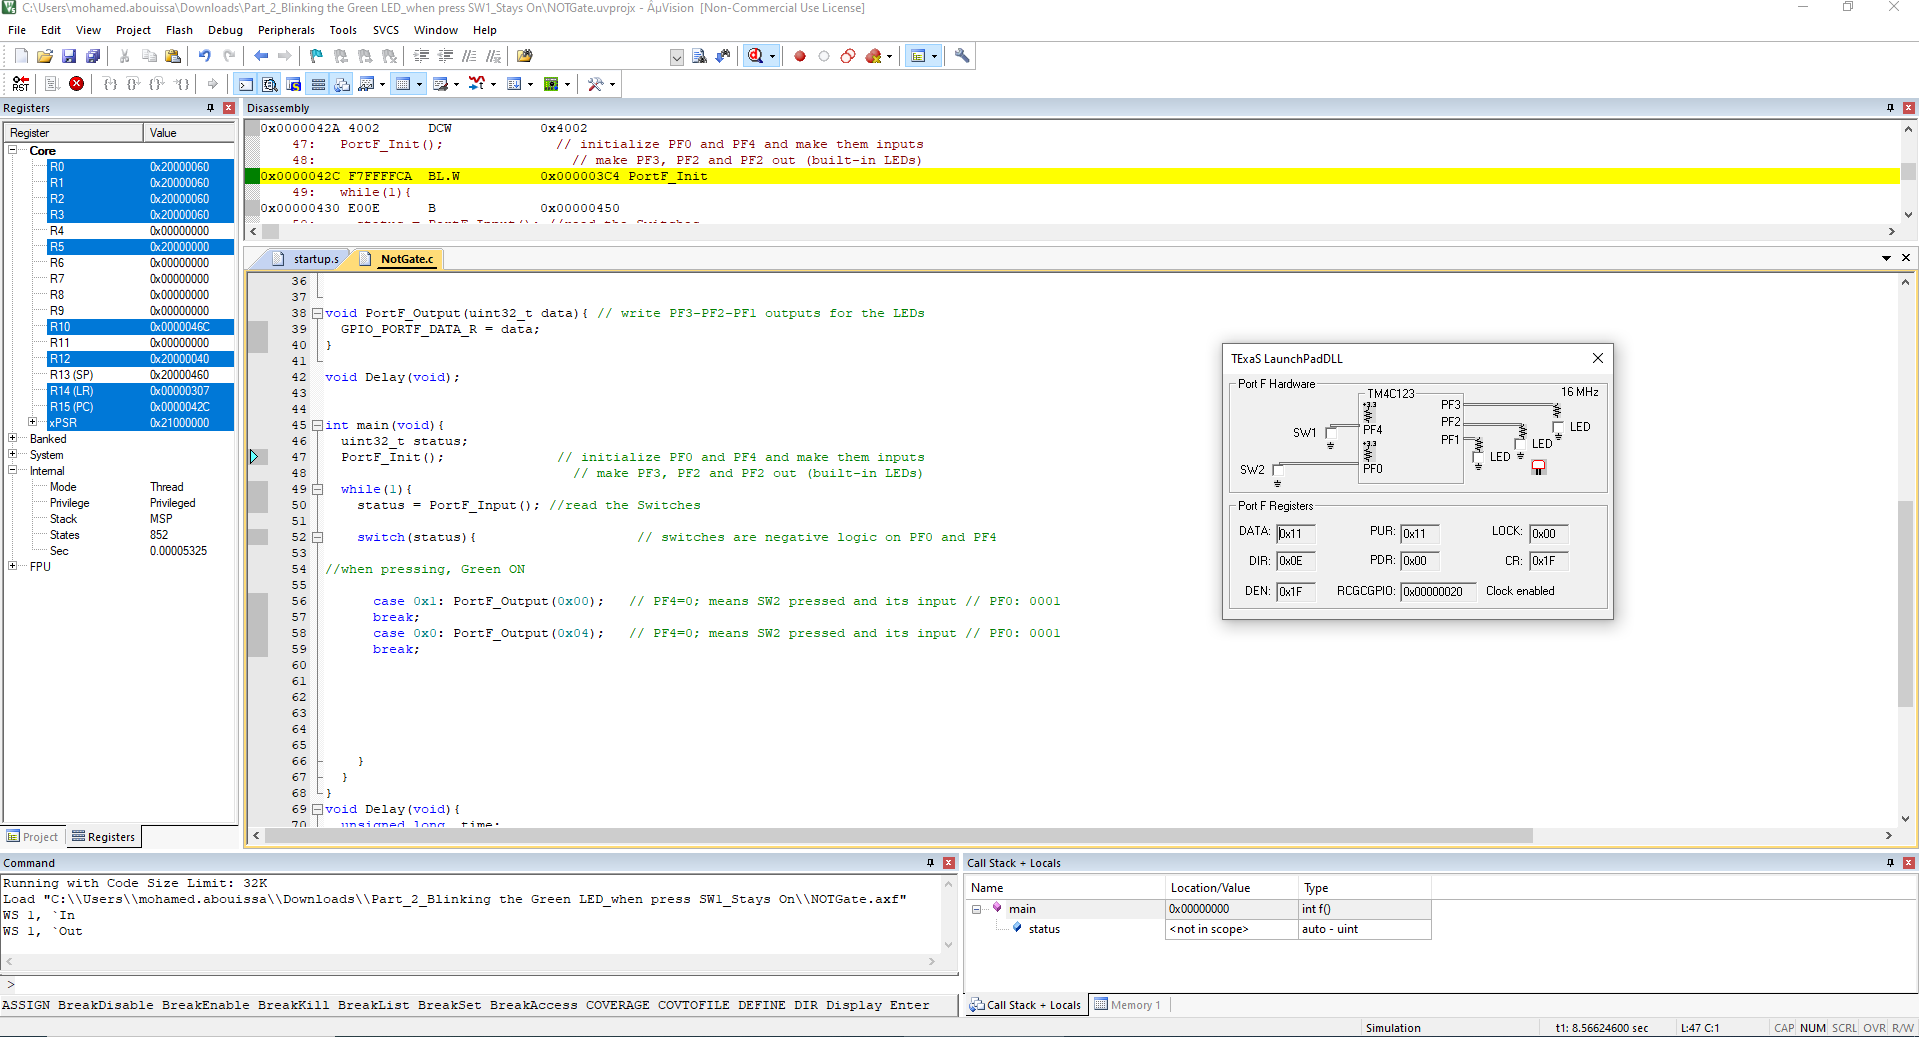 C:\Users\mohamed.abouissa\Downloads\Part_2_Blinking the Green LED_when press SW1_Stays On\NOTGate.uvprojx - ÂµVision  [Non-Commercial Use License]
File Edit View Project Flash Debug Peripherals Tools SVCS Window Help
RST
Registers
Register Value
Core
R0 0x20000060
R1 0x20000060
R2 0x20000060
R3 0x20000060
R4 0x00000000
R5 0x20000000
R6 0x00000000
R7 0x00000000
R8 0x00000000
R9 0x00000000
R10 0x0000046C
R11 0x00000000
R12 0x20000040
R13 (SP) 0x20000460
R14 (LR) 0x00000307
R15 (PC) 0x0000042C
xPSR 0x21000000
Banked
System
Internal
Mode Thread
Privilege Privileged
Stack MSP
States 852
Sec 0.00005325
FPU
Project Registers
Disassembly
0x0000042A 4002 DCW 0x4002
47: PortF_Init(); // initialize PF0 and PF4 and make them inputs
48: // make PF3, PF2 and PF2 out (built-in LEDs)
0x0000042C F7FFFFCA BL.W 0x000003C4 PortF_Init
49: while(1){
0x00000430 E00E B 0x00000450
50: status = PortF_Input(); //read the Switches
startup.s NotGate.c
36
37
38 void PortF_Output(uint32_t data){ // write PF3-PF2-PF1 outputs for the LEDs
39 GPIO_PORTF_DATA_R = data;
40 }
41
42 void Delay(void);
43
44
45 int main(void){
46 uint32_t status;
47 PortF_Init(); // initialize PF0 and PF4 and make them inputs
48 // make PF3, PF2 and PF2 out (built-in LEDs)
49 while(1){
50 status = PortF_Input(); //read the Switches
51
52 switch(status){ // switches are negative logic on PF0 and PF4
53
54 //when pressing, Green ON
55
56 case 0x1: PortF_Output(0x00); // PF4=0; means SW2 pressed and its input // PF0: 0001
57 break;
58 case 0x0: PortF_Output(0x04); // PF4=0; means SW2 pressed and its input // PF0: 0001
59 break;
60
61
62
63
64
65
66 }
67 }
68 }
69 void Delay(void){
70 unsigned long time;
TExaS LaunchPadDLL
Port F Hardware
TM4C123 16 MHz
+3.3 PF3
PF2
SW1 PF4 PF1 LED
+3.3 LED LED
SW2 PF0
Port F Registers
DATA: 0x11 PUR: 0x11 LOCK: 0x00
DIR: 0x0E PDR: 0x00 CR: 0x1F
DEN: 0x1F RCGCGPIO: 0x00000020 Clock enabled
Command
Running with Code Size Limit: 32K
Load "C:\\Users\\mohamed.abouissa\\Downloads\\Part_2_Blinking the Green LED_when press SW1_Stays On\\NOTGate.axf"
WS 1, `In
WS 1, `Out
>
ASSIGN BreakDisable BreakEnable BreakKill BreakList BreakSet BreakAccess COVERAGE COVTOFILE DEFINE DIR Display Enter
Call Stack + Locals
Name Location/Value Type
main 0x00000000 int f()
status <not in scope> auto - uint
Call Stack + Locals Memory 1
Simulation t1: 8.56624600 sec L:47 C:1 CAP NUM SCRL OVR R/W